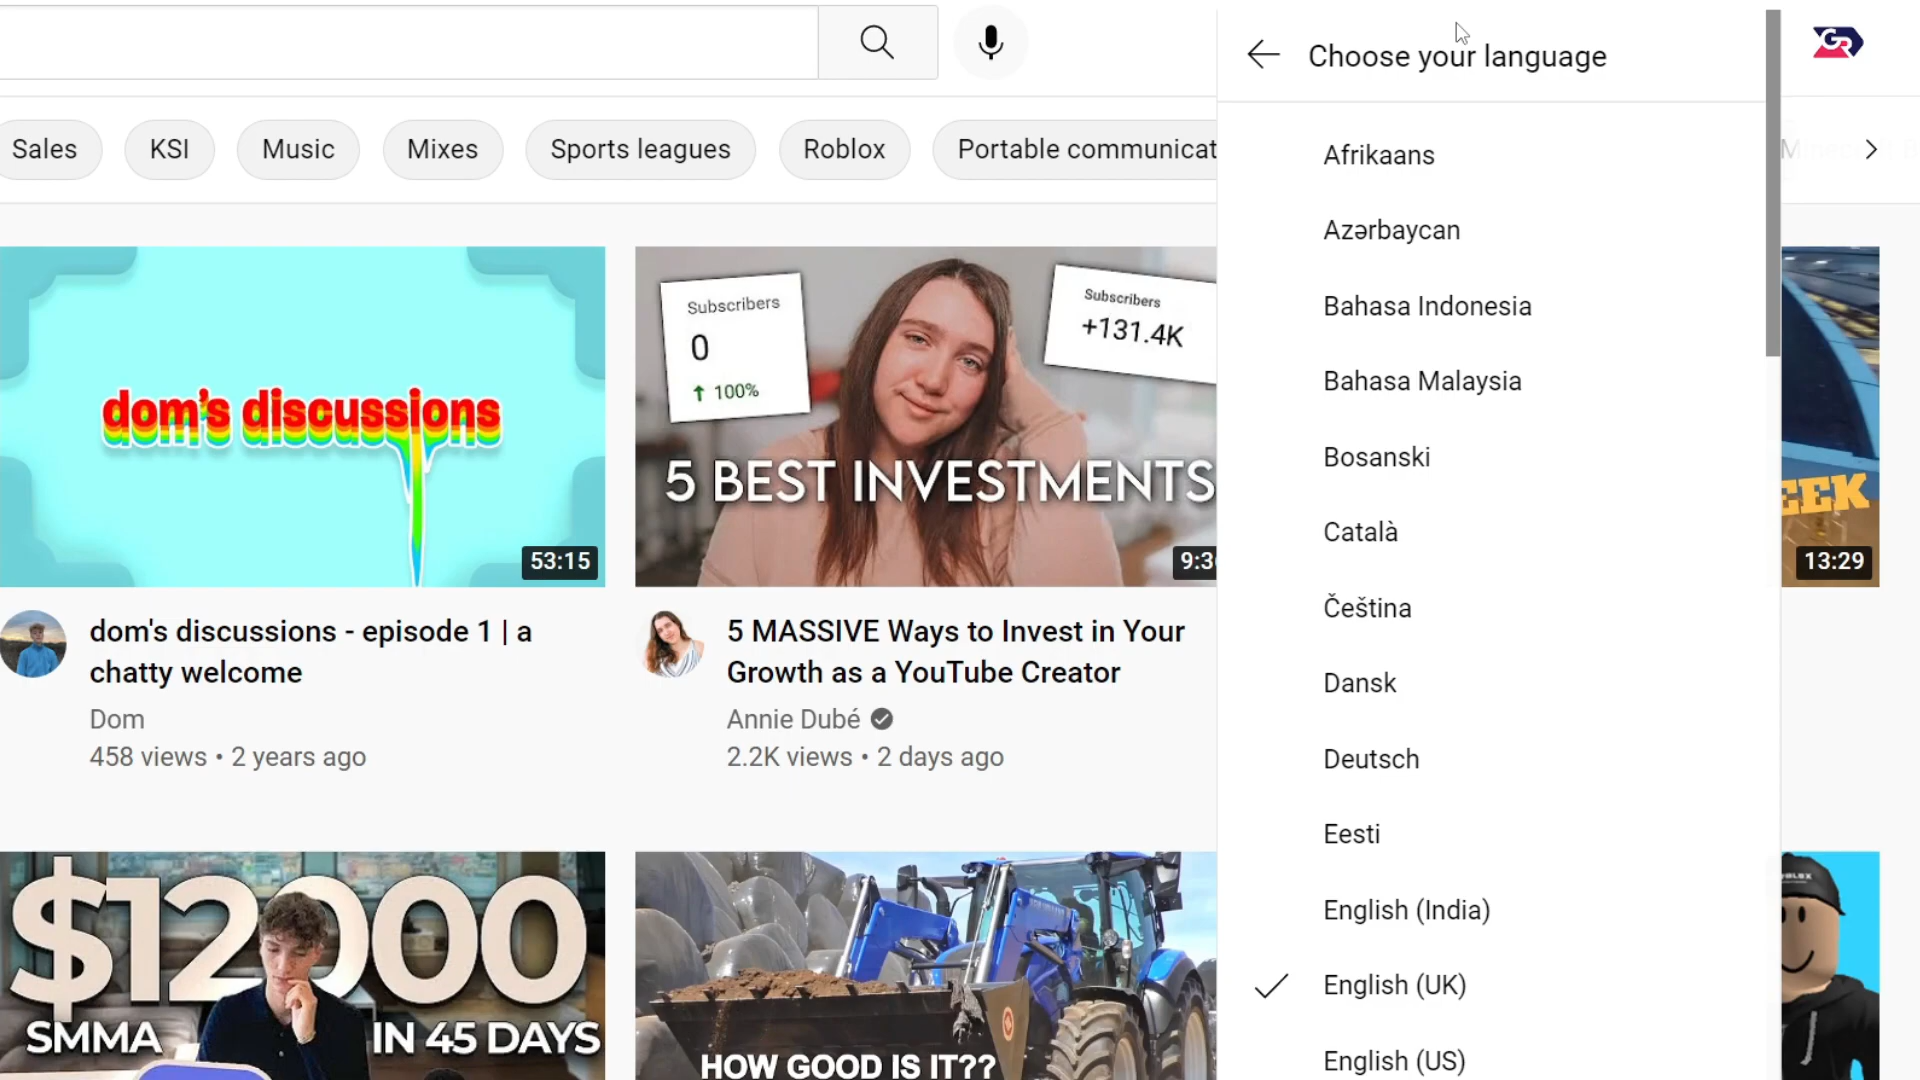 Choose your language
Sales
KSI
Music
Mixes
Sports leagues
Roblox
Portable communicat
Afrikaans
Azərbaycan
Bahasa Indonesia
Bahasa Malaysia
Bosanski
Català
Čeština
Dansk
Deutsch
Eesti
English (India)
English (UK)
English (US)
dom's discussions
53:15
Subscribers
0
100%
Subscribers
+131.4K
5 BEST INVESTMENTS
9:3
EEK
13:29
dom's discussions - episode 1 | a
chatty welcome
Dom
458 views • 2 years ago
5 MASSIVE Ways to Invest in Your
Growth as a YouTube Creator
Annie Dubé
2.2K views • 2 days ago
$12000
SMMA
IN 45 DAYS
HOW GOOD IS IT??
GR